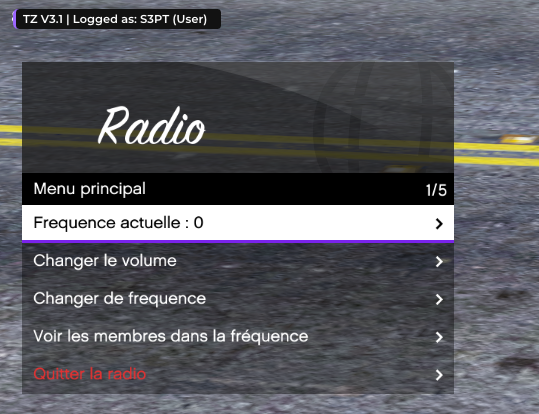 TZ V3.1 | Logged as: S3PT (User)
Radio
Menu principal 1/5
Frequence actuelle : 0
Changer le volume
Changer de frequence
Voir les membres dans la fréquence
Quitter la radio